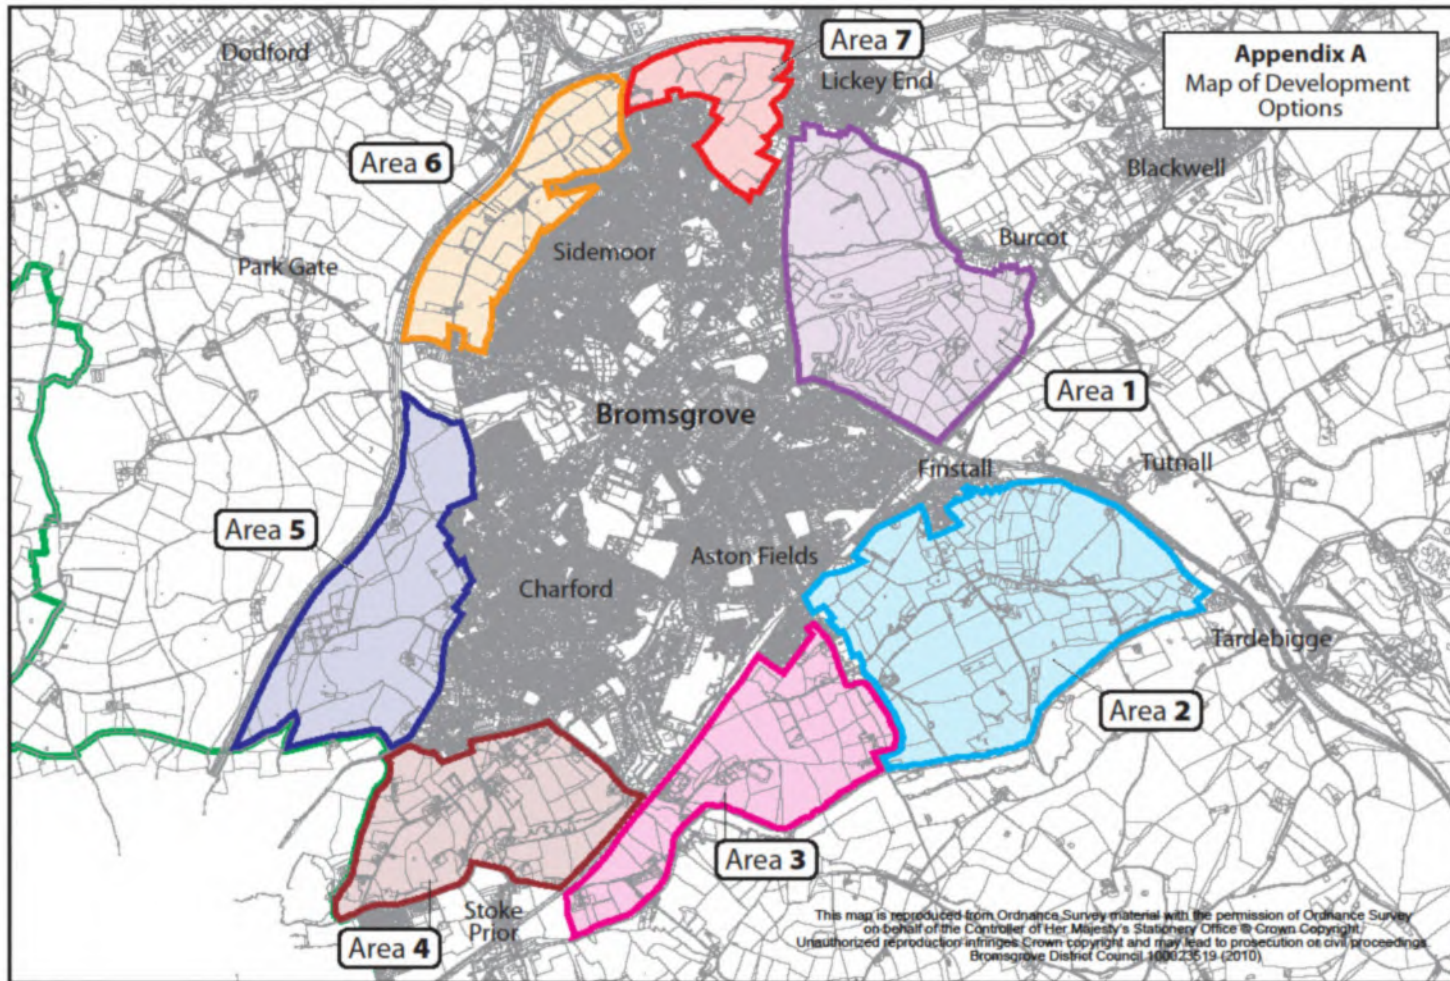 Dodford
Area 7
Lickey End
Appendix A
Map of Development
Options
Area 6
Blackwell
Burcot
Sidemoor
Park Gate
Area 1
Bromsgrove
Finstall
Tutnall
Area 5
Aston Fields
Charford
Tardebigge
Area 2
Area 3
Stoke
Prior
Area 4
This map is reproduced from Ordnance Survey material with the permission of Ordnance Survey
on behalf of the Controller of Her Majesty's Stationery Office © Crown Copyright.
Unauthorized reproduction infringes Crown copyright and may lead to prosecution or civil proceedings.
Bromsgrove District Council 100023519 (2010)